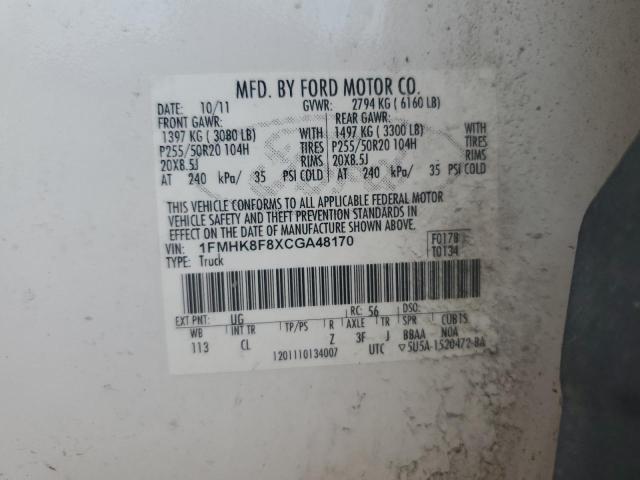 MFD. BY FORD MOTOR CO.
DATE: 10/11 GVWR: 2794 KG ( 6160 LB)
FRONT GAWR: REAR GAWR:
1397 KG ( 3080 LB) WITH 1497 KG ( 3300 LB) WITH
P255/50R20 104H TIRES P255/50R20 104H TIRES
20X8.5J RIMS 20X8.5J RIMS
AT 240 kPa/ 35 PSI COLD AT 240 kPa/ 35 PSI COLD
THIS VEHICLE CONFORMS TO ALL APPLICABLE FEDERAL MOTOR
VEHICLE SAFETY AND THEFT PREVENTION STANDARDS IN
EFFECT ON THE DATE OF MANUFACTURE SHOWN ABOVE.
VIN: 1FMHK8F8XCGA48170 F0178
TYPE: Truck T0134
EXT PNT: UG RC: 56 DSO:
WB INT TR TP/PS R AXLE TR SPR CUBTS
113 CL Z 3F J BBAA NOA
1201110134007 UTC ▽5U5A-1520472-BA